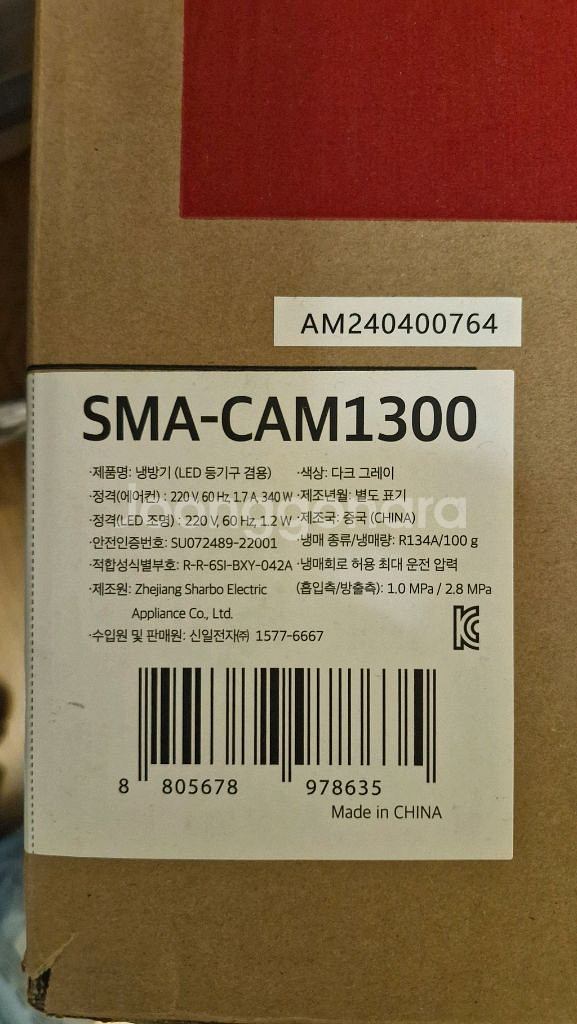 AM240400764
SMA-CAM1300
·제품명: 냉방기 (LED 등기구 겸용) ·색상: 다크 그레이
·정격(에어컨) : 220 V, 60 Hz, 1.7 A, 340 W ·제조년월: 별도 표기
·정격(LED 조명) : 220 V, 60 Hz, 1.2 W ·제조국: 중국 (CHINA)
·안전인증번호: SU072489-22001 ·냉매 종류/냉매량: R134A/100 g
·적합성식별부호: R-R-6SI-BXY-042A ·냉매회로 허용 최대 운전 압력
·제조원: Zhejiang Sharbo Electric (흡입측/방출측): 1.0 MPa / 2.8 MPa
Appliance Co., Ltd.
·수입원 및 판매원: 신일전자㈜ 1577-6667
8 805678 978635
Made in CHINA
joonggonara